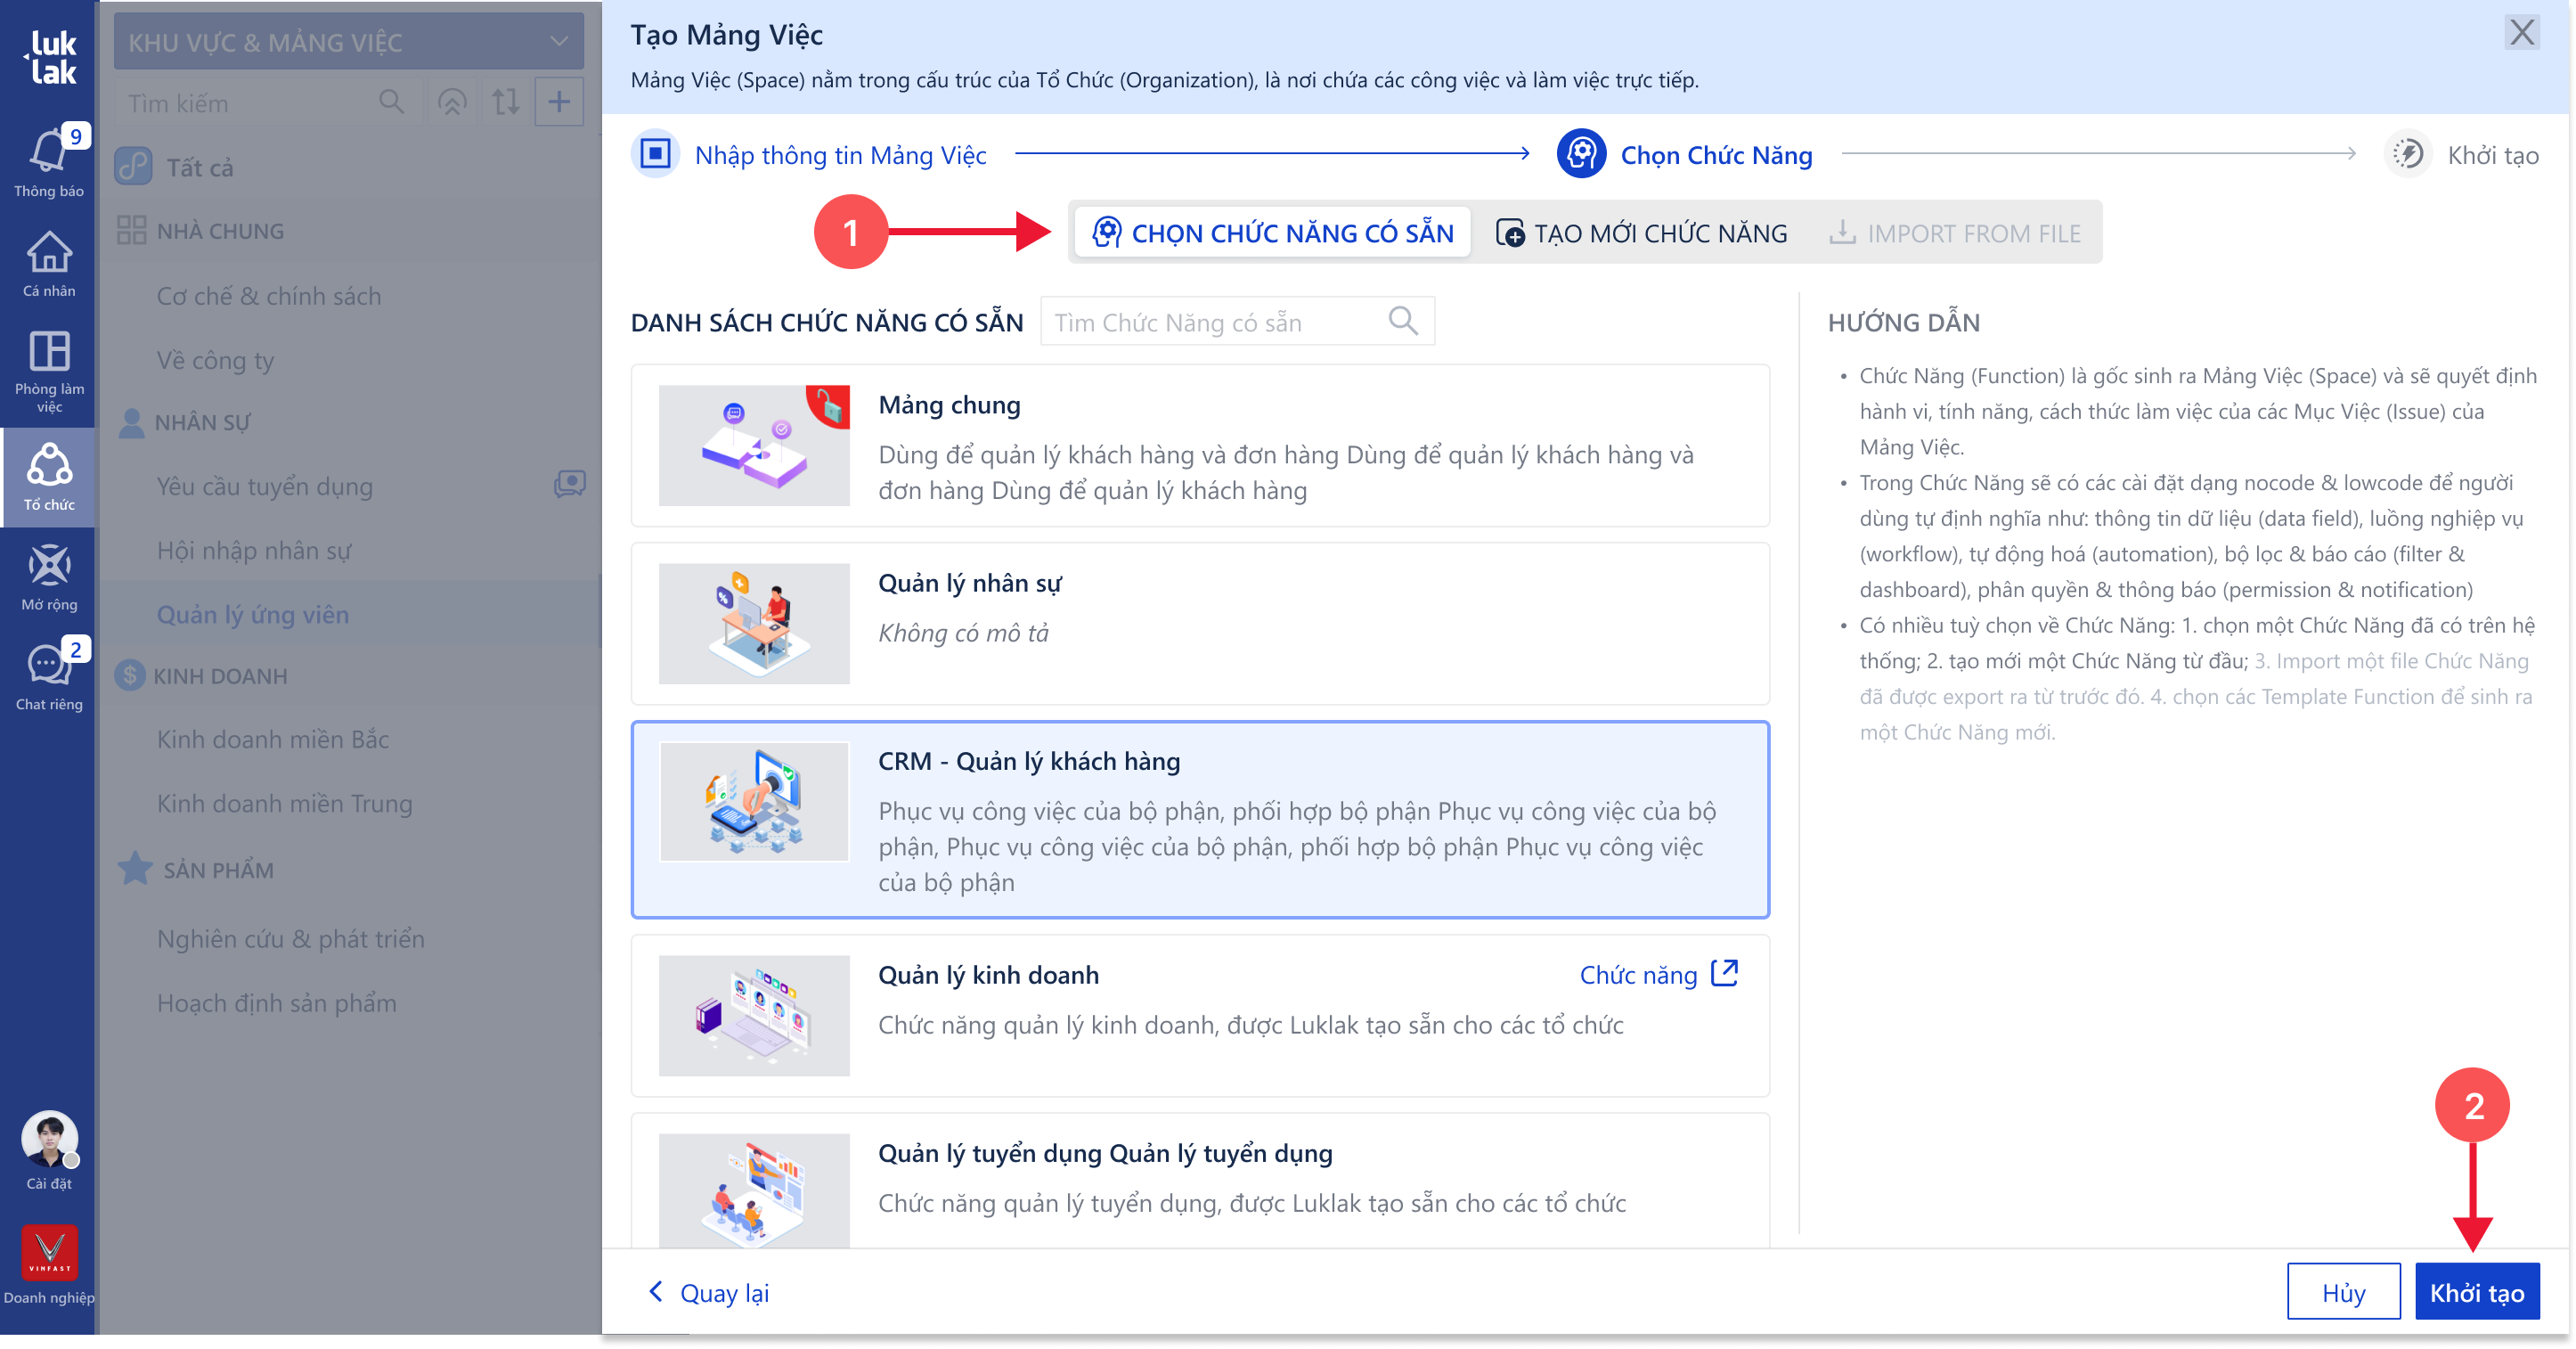 luk
lak
9
Thông báo
Cá nhân
Phòng làm
việc
Tổ chức
Mở rộng
2
Chat riêng
Cài đặt
VINFAST
Doanh nghiệp
KHU VỰC & MẢNG VIỆC
Tìm kiếm
Tất cả
NHÀ CHUNG
Cơ chế & chính sách
Về công ty
NHÂN SỰ
Yêu cầu tuyển dụng
Hội nhập nhân sự
Quản lý ứng viên
KINH DOANH
Kinh doanh miền Bắc
Kinh doanh miền Trung
SẢN PHẨM
Nghiên cứu & phát triển
Hoạch định sản phẩm
Tạo Mảng Việc
Mảng Việc (Space) nằm trong cấu trúc của Tổ Chức (Organization), là nơi chứa các công việc và làm việc trực tiếp.
Nhập thông tin Mảng Việc
Chọn Chức Năng
Khởi tạo
1
CHỌN CHỨC NĂNG CÓ SẴN
TẠO MỚI CHỨC NĂNG
IMPORT FROM FILE
DANH SÁCH CHỨC NĂNG CÓ SẴN
Tìm Chức Năng có sẵn
Mảng chung
Dùng để quản lý khách hàng và đơn hàng Dùng để quản lý khách hàng và
đơn hàng Dùng để quản lý khách hàng
Quản lý nhân sự
Không có mô tả
CRM - Quản lý khách hàng
Phục vụ công việc của bộ phận, phối hợp bộ phận Phục vụ công việc của bộ
phận, Phục vụ công việc của bộ phận, phối hợp bộ phận Phục vụ công việc
của bộ phận
Quản lý kinh doanh
Chức năng
Chức năng quản lý kinh doanh, được Luklak tạo sẵn cho các tổ chức
Quản lý tuyển dụng Quản lý tuyển dụng
Chức năng quản lý tuyển dụng, được Luklak tạo sẵn cho các tổ chức
HƯỚNG DẪN
• Chức Năng (Function) là gốc sinh ra Mảng Việc (Space) và sẽ quyết định
hành vi, tính năng, cách thức làm việc của các Mục Việc (Issue) của
Mảng Việc.
• Trong Chức Năng sẽ có các cài đặt dạng nocode & lowcode để người
dùng tự định nghĩa như: thông tin dữ liệu (data field), luồng nghiệp vụ
(workflow), tự động hoá (automation), bộ lọc & báo cáo (filter &
dashboard), phân quyền & thông báo (permission & notification)
• Có nhiều tuỳ chọn về Chức Năng: 1. chọn một Chức Năng đã có trên hệ
thống; 2. tạo mới một Chức Năng từ đầu; 3. Import một file Chức Năng
đã được export ra từ trước đó. 4. chọn các Template Function để sinh ra
một Chức Năng mới.
2
Quay lại
Hủy
Khởi tạo